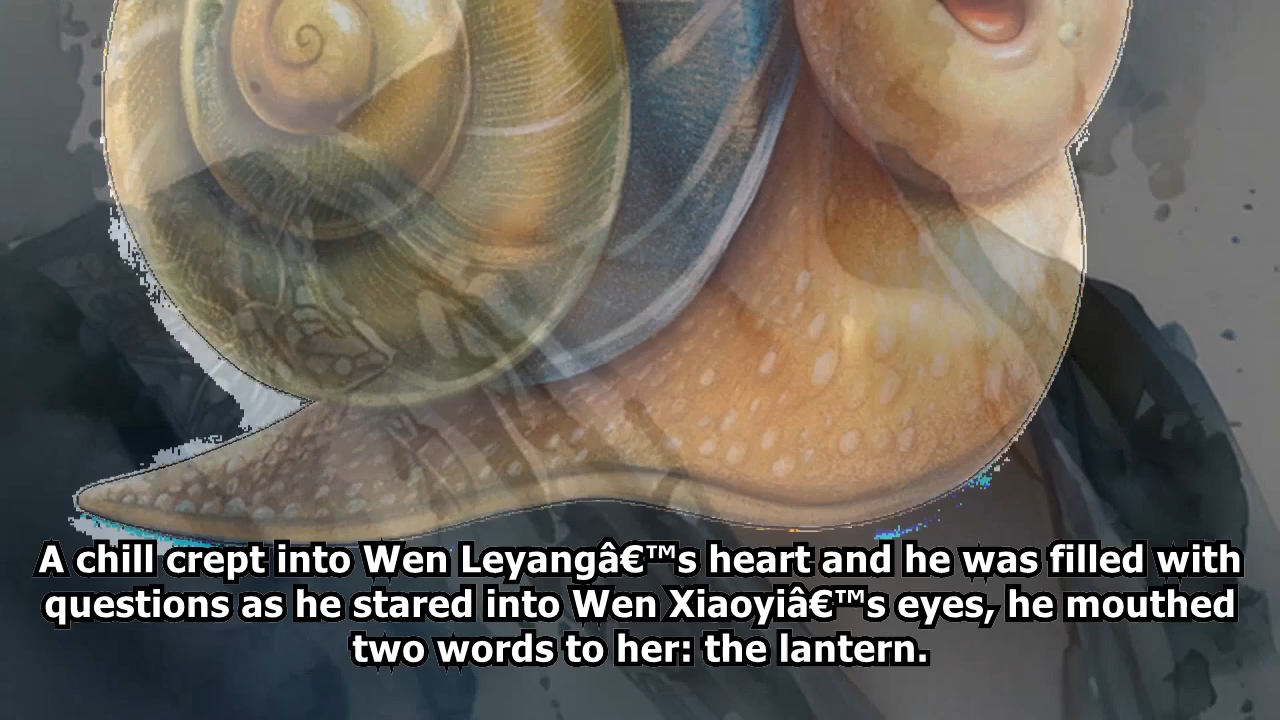 A chill crept into Wen Leyangâ€™s heart and he was filled with
questions as he stared into Wen Xiaoyiâ€™s eyes, he mouthed
two words to her: the lantern.